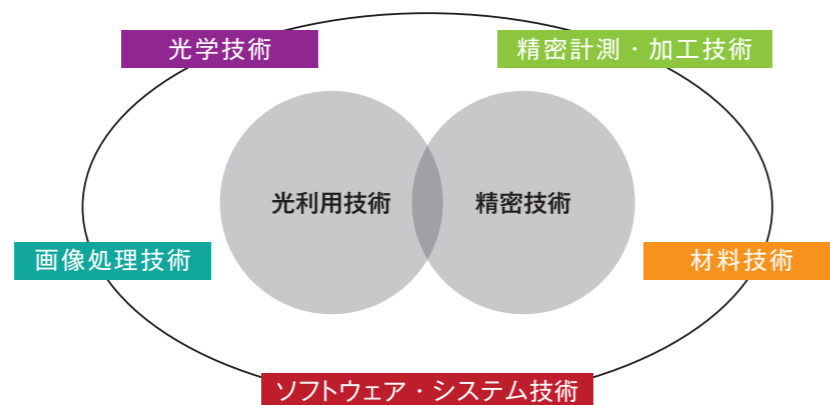 光学技術
精密計測・加工技術
光利用技術
精密技術
画像処理技術
材料技術
ソフトウェア・システム技術